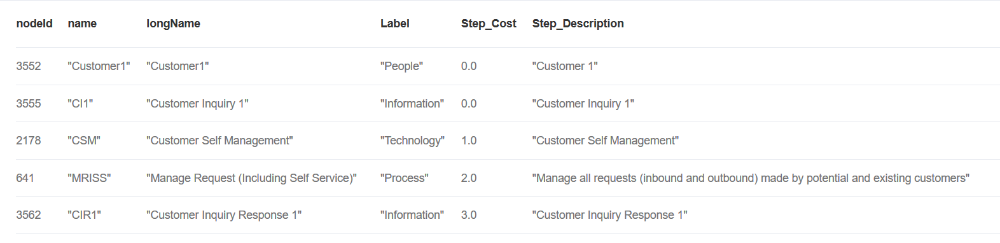 nodeId name longName Label Step_Cost Step_Description
3552 "Customer1" "Customer1" "People" 0.0 "Customer 1"
3555 "CI1" "Customer Inquiry 1" "Information" 0.0 "Customer Inquiry 1"
2178 "CSM" "Customer Self Management" "Technology" 1.0 "Customer Self Management"
641 "MRISS" "Manage Request (Including Self Service)" "Process" 2.0 "Manage all requests (inbound and outbound) made by potential and existing customers"
3562 "CIR1" "Customer Inquiry Response 1" "Information" 3.0 "Customer Inquiry Response 1"